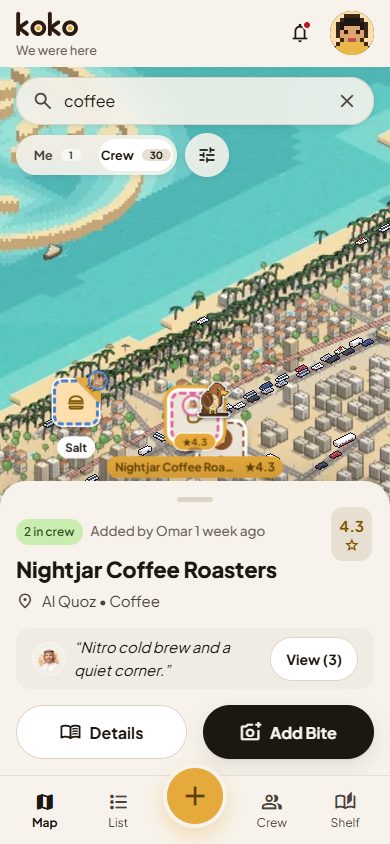 koko
We were here
coffee
Me 1 Crew 30
★4.3
Salt
Nightjar Coffee Roa... ★4.3
2 in crew Added by Omar 1 week ago
4.3
Nightjar Coffee Roasters
Al Quoz • Coffee
"Nitro cold brew and a
quiet corner."
View (3)
Details
Add Bite
Map List Crew Shelf